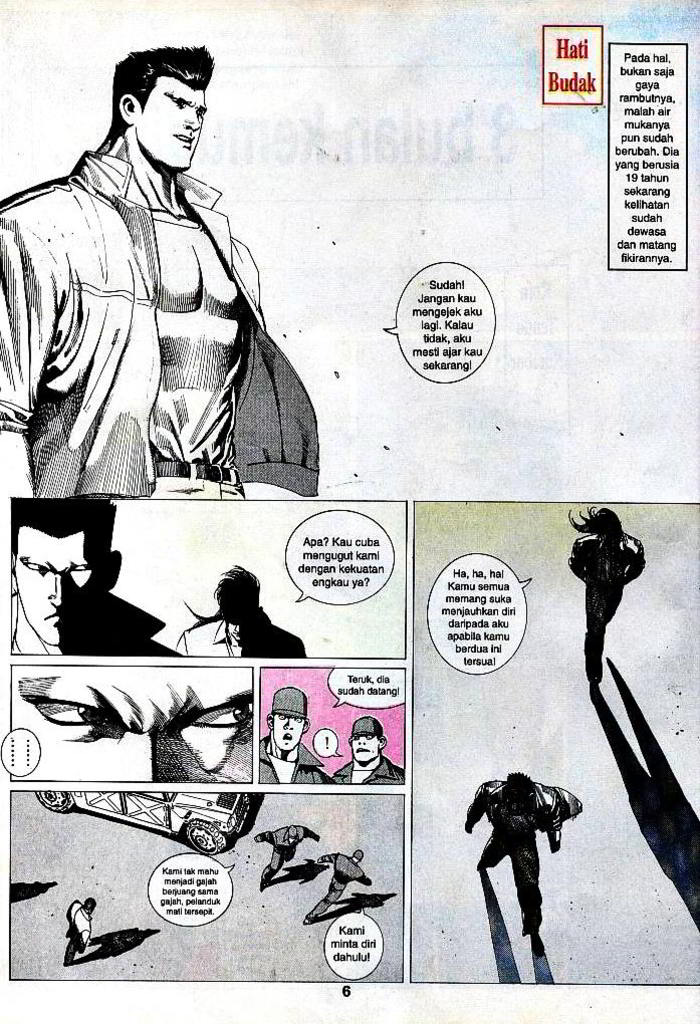 Hati
Budak
Pada hal,
bukan saja
gaya
rambutnya,
malah air
mukanya
pun sudah
berubah. Dia
yang berusia
19 tahun
sekarang
kelihatan
sudah
dewasa
dan matang
fikirannya.
Sudah!
Jangan kau
mengejek aku
lagi. Kalau
tidak, aku
mesti ajar kau
sekarang!
Apa? Kau cuba
mengugut kami
dengan kekuatan
engkau ya?
Ha, ha, ha!
Kamu semua
memang suka
menjauhkan diri
daripada aku
apabila kamu
berdua ini
tersua!
Teruk, dia
sudah datang!
!
Kami tak mahu
menjadi gajah
berjuang sama
gajah, pelanduk
mati tersepit.
Kami
minta diri
dahulu!
6